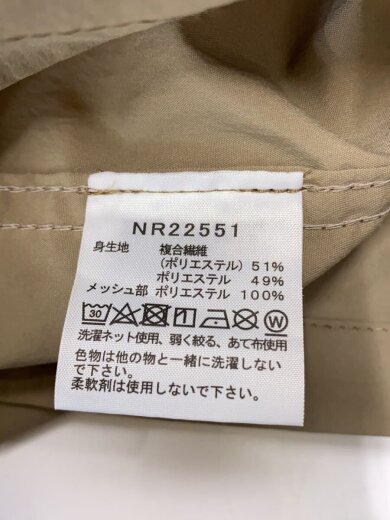 NR22551
身生地 複合繊維
(ポリエステル) 51%
ポリエステル 49%
メッシュ部 ポリエステル 100%
30 W
洗濯ネット使用、弱く絞る、あて布使用
色物は他の物と一緒に洗濯しない
で下さい。
柔軟剤は使用しないで下さい。